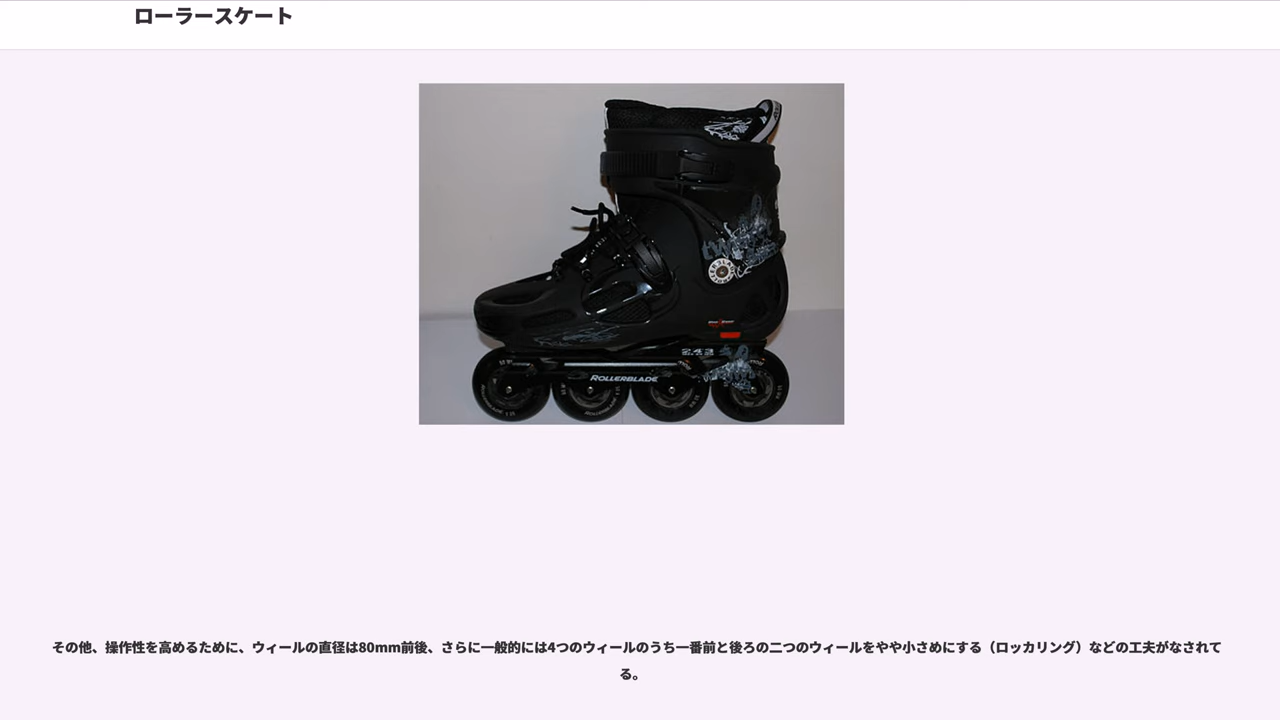 ローラースケート
243
ROLLERBLADE
その他、操作性を高めるために、ウィールの直径は80mm前後、さらに一般的には4つのウィールのうち一番前と後ろの二つのウィールをやや小さめにする（ロッカリング）などの工夫がなされて
る。